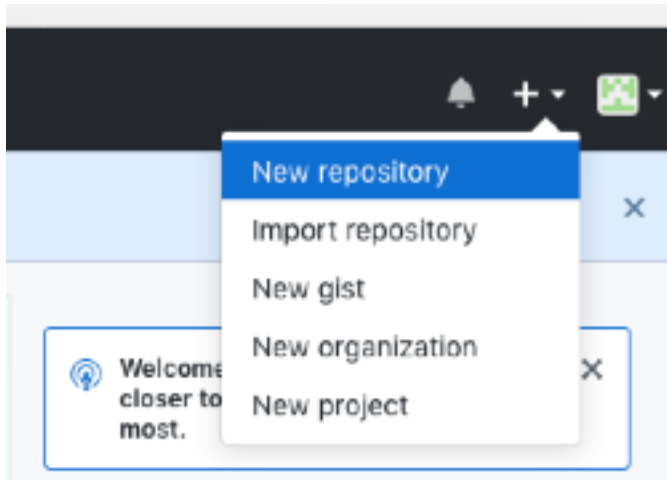 New repository
Import repository
New gist
New organization
New project
Welcome
closer to
most.